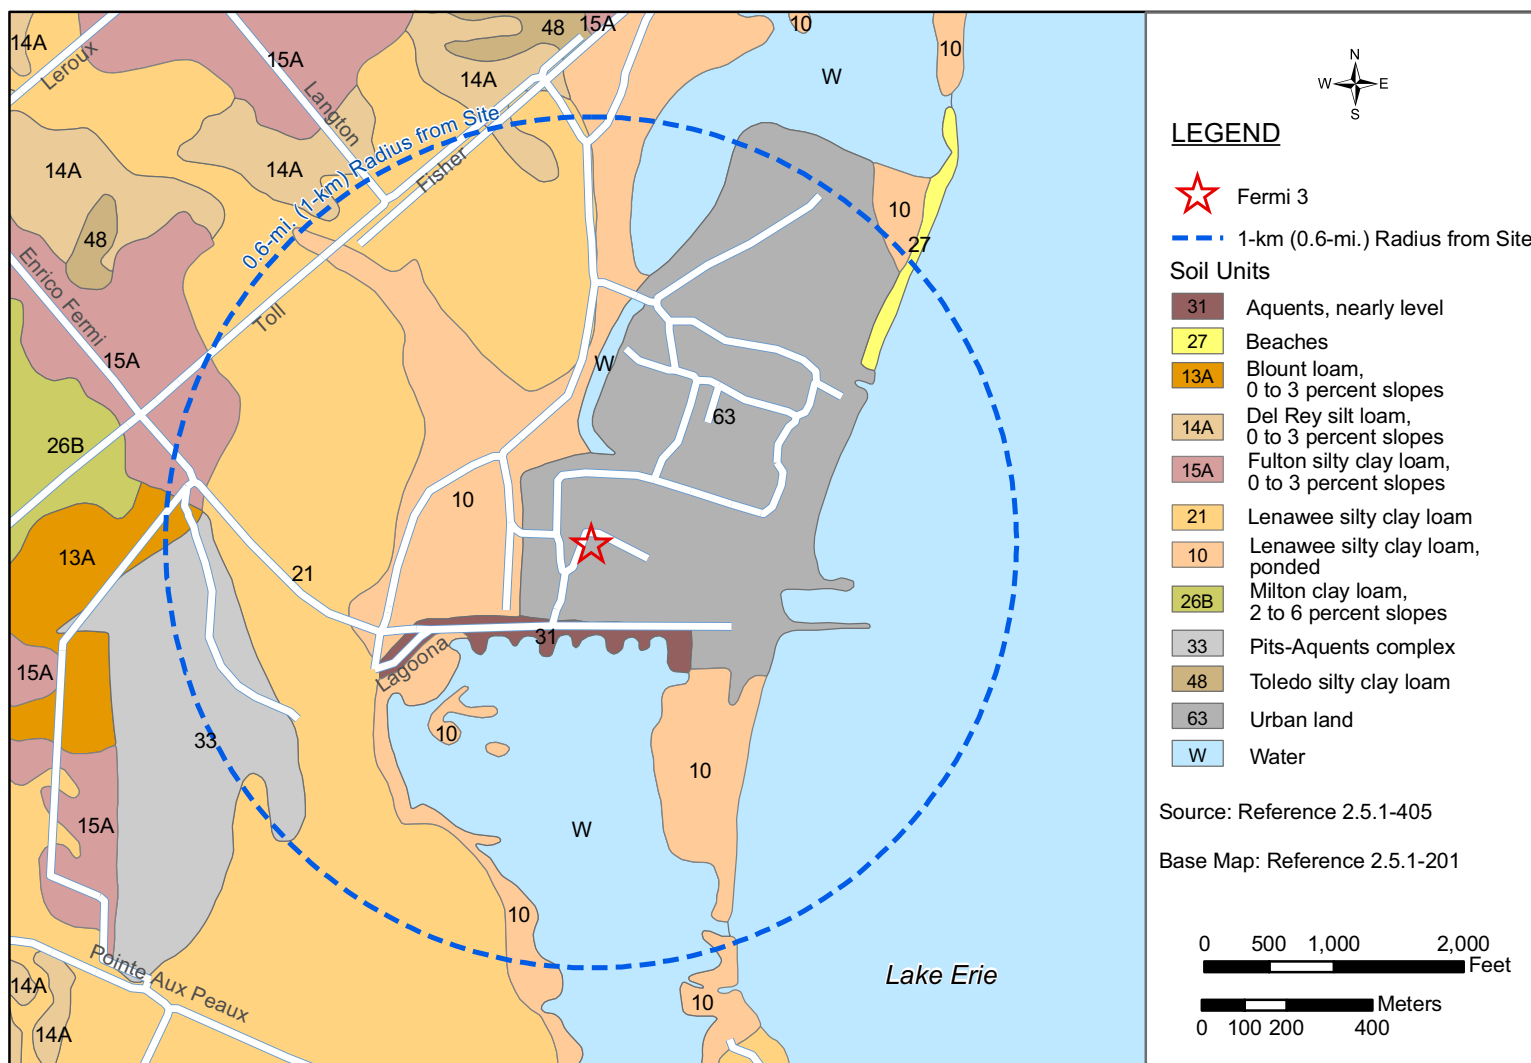 14A
Leroux
15A
Langton
48
15A
14A
10
W
10
0.6-mi. (1-km) Radius from Site
Fisher
14A
14A
48
10
27
Enrico Fermi
Toll
15A
W
63
26B
10
13A
21
31
Lagoona
15A
10
33
10
15A
W
10
Pointe Aux Peaux
14A
14A
10
Lake Erie
N
W E
S
LEGEND
Fermi 3
1-km (0.6-mi.) Radius from Site
Soil Units
31 Aquents, nearly level
27 Beaches
13A Blount loam,
0 to 3 percent slopes
14A Del Rey silt loam,
0 to 3 percent slopes
15A Fulton silty clay loam,
0 to 3 percent slopes
21 Lenawee silty clay loam
10 Lenawee silty clay loam,
ponded
26B Milton clay loam,
2 to 6 percent slopes
33 Pits-Aquents complex
48 Toledo silty clay loam
63 Urban land
W Water
Source: Reference 2.5.1-405
Base Map: Reference 2.5.1-201
0 500 1,000 2,000
Feet
Meters
0 100 200 400